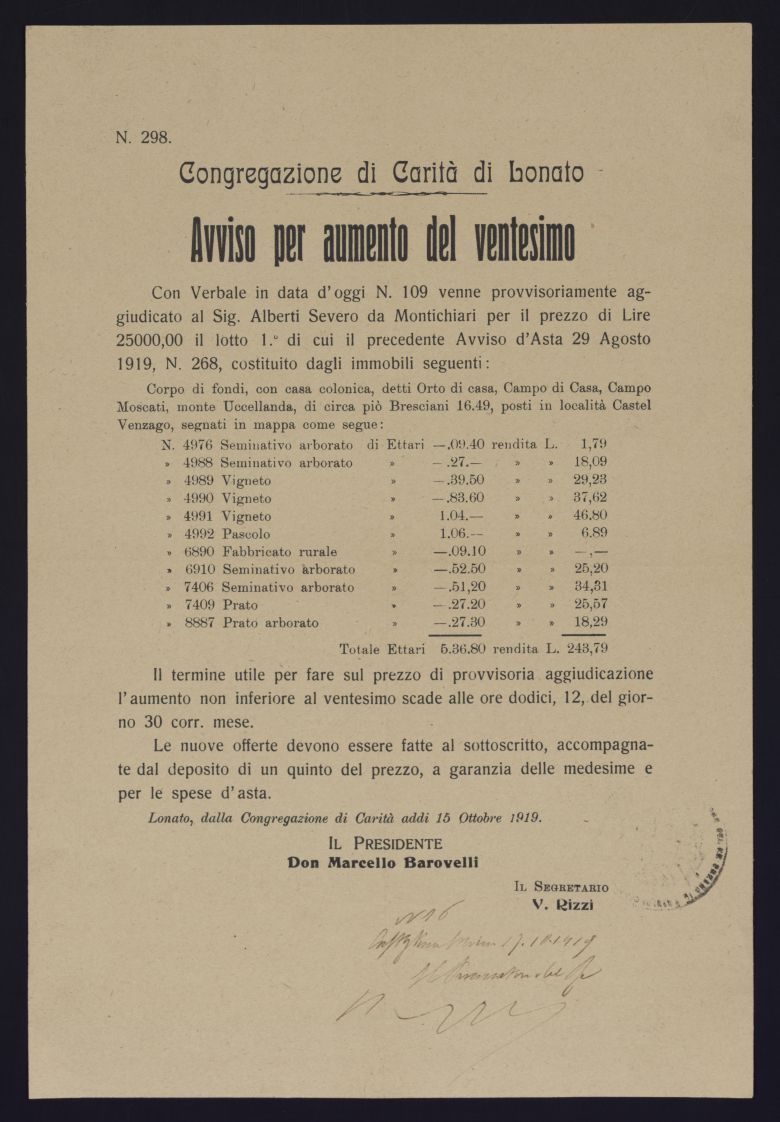 N. 298.
Congregazione di Carità di Lonato
Avviso per aumento del ventesimo
Con Verbale in data d'oggi N. 109 venne provvisoriamente ag-
giudicato al Sig. Alberti Severo da Montichiari per il prezzo di Lire
25000,00 il lotto 1.° di cui il precedente Avviso d'Asta 29 Agosto
1919, N. 268, costituito dagli immobili seguenti:
Corpo di fondi, con casa colonica, detti Orto di casa, Campo di Casa, Campo
Moscati, monte Uccellanda, di circa piò Bresciani 16.49, posti in località Castel
Venzago, segnati in mappa come segue:
N. 4976 Seminativo arborato di Ettari —.09.40 rendita L. 1,79
» 4988 Seminativo arborato » —.27.— » » 18,09
» 4989 Vigneto » —.39.50 » » 29,23
» 4990 Vigneto » —.83.60 » » 37,62
» 4991 Vigneto » 1.04.— » » 46.80
» 4992 Pascolo » 1.06.— » » 6.89
» 6890 Fabbricato rurale » —.09.10 » » —,—
» 6910 Seminativo arborato » —.52.50 » » 25,20
» 7406 Seminativo arborato » —.51,20 » » 34,31
» 7409 Prato » —.27.20 » » 25,57
» 8887 Prato arborato » —.27.30 » » 18,29
Totale Ettari 5.36.80 rendita L. 243,79
Il termine utile per fare sul prezzo di provvisoria aggiudicazione
l'aumento non inferiore al ventesimo scade alle ore dodici, 12, del gior-
no 30 corr. mese.
Le nuove offerte devono essere fatte al sottoscritto, accompagna-
te dal deposito di un quinto del prezzo, a garanzia delle medesime e
per le spese d'asta.
Lonato, dalla Congregazione di Carità addi 15 Ottobre 1919.
IL PRESIDENTE
Don Marcello Barovelli
IL SEGRETARIO
V. Rizzi
17.10.1919